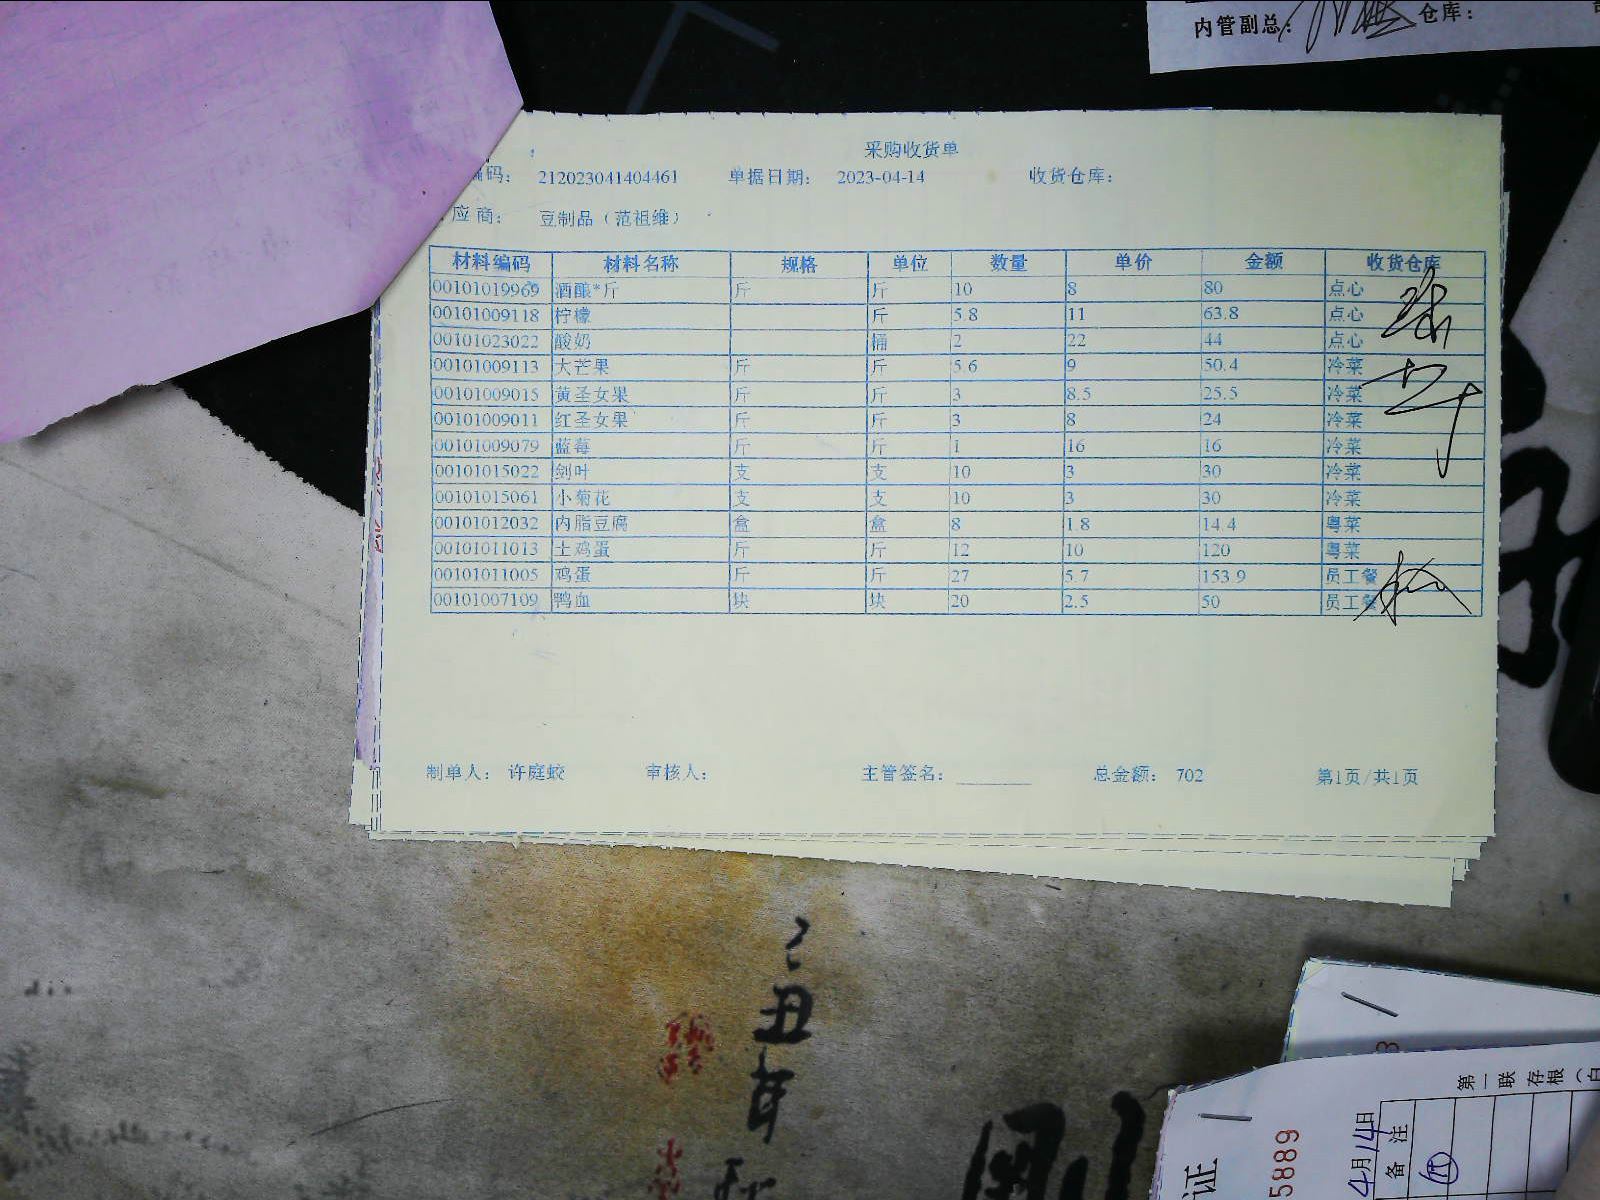 内管副总: 仓库:
采购收货单
编码: 212023041404461 单据日期: 2023-04-14 收货仓库:
应商: 豆制品（范祖维）
材料编码 材料名称 规格 单位 数量 单价 金额 收货仓库
00101019969 酒酿*斤 斤 斤 10 8 80 点心
00101009118 柠檬 斤 5.8 11 63.8 点心
00101023022 酸奶 桶 2 22 44 点心
00101009113 大芒果 斤 斤 5.6 9 50.4 冷菜
00101009015 黄圣女果 斤 斤 3 8.5 25.5 冷菜
00101009011 红圣女果 斤 斤 3 8 24 冷菜
00101009079 蓝莓 斤 斤 1 16 16 冷菜
00101015022 剑叶 支 支 10 3 30 冷菜
00101015061 小菊花 支 支 10 3 30 冷菜
00101012032 内脂豆腐 盒 盒 8 1.8 14.4 粤菜
00101011013 土鸡蛋 斤 斤 12 10 120 粤菜
00101011005 鸡蛋 斤 斤 27 5.7 153.9 员工餐
00101007109 鸭血 块 块 20 2.5 50 员工餐
制单人: 许庭蛟 审核人: 主管签名: 总金额: 702 第1页/共1页
丑年
第一联 存根（白
备注
4月14日
5889
证